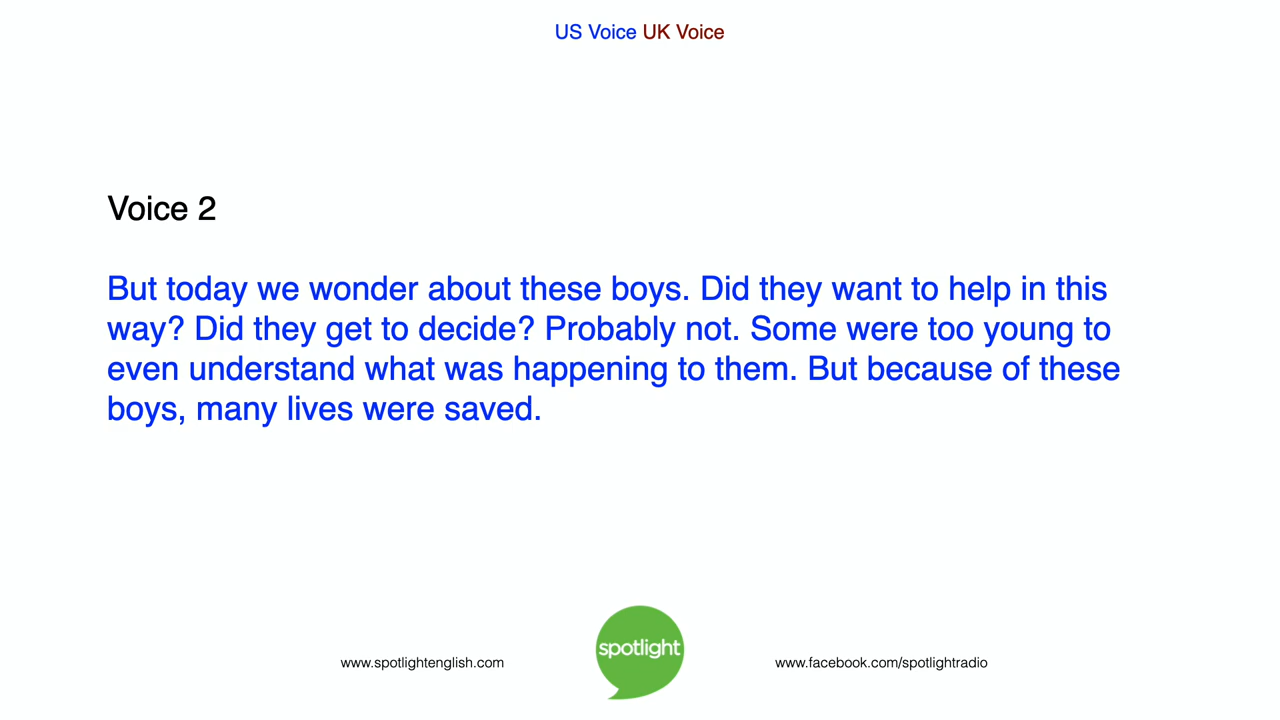 US Voice UK Voice
Voice 2
But today we wonder about these boys. Did they want to help in this
way? Did they get to decide? Probably not. Some were too young to
even understand what was happening to them. But because of these
boys, many lives were saved.
spotlight
www.spotlightenglish.com
www.facebook.com/spotlightradio